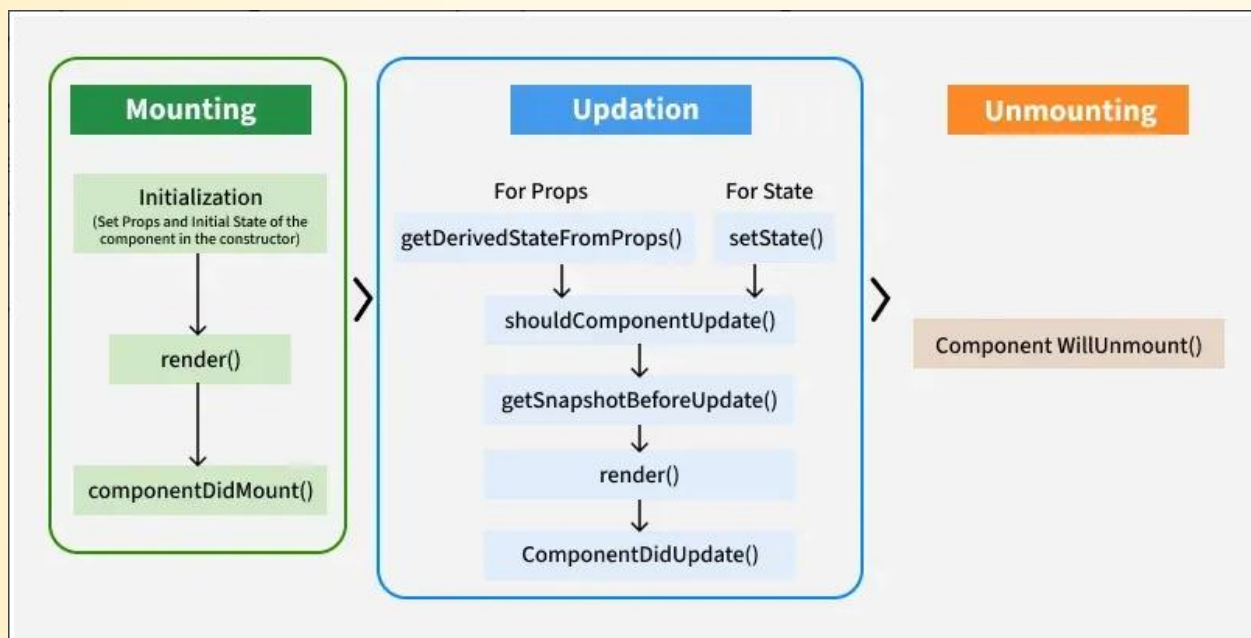 Mounting
Initialization
(Set Props and Initial State of the
component in the constructor)
render()
componentDidMount()
Updation
For Props
For State
getDerivedStateFromProps()
setState()
shouldComponentUpdate()
getSnapshotBeforeUpdate()
render()
ComponentDidUpdate()
Unmounting
Component WillUnmount()